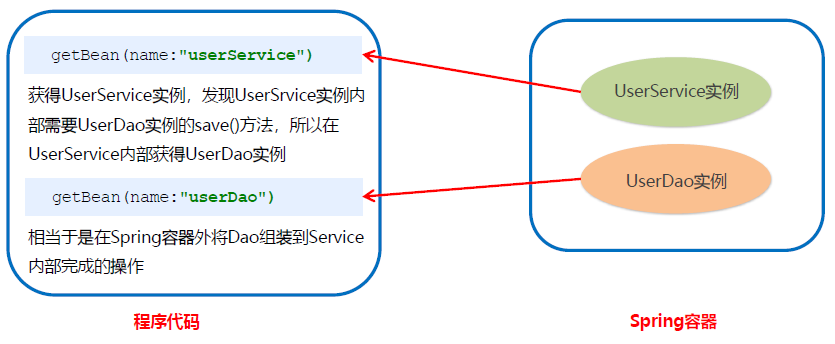 getBean(name:"userService")
获得UserService实例，发现UserSrvice实例内
部需要UserDao实例的save()方法，所以在
UserService内部获得UserDao实例
getBean(name:"userDao")
相当于是在Spring容器外将Dao组装到Service
内部完成的操作
程序代码
UserService实例
UserDao实例
Spring容器